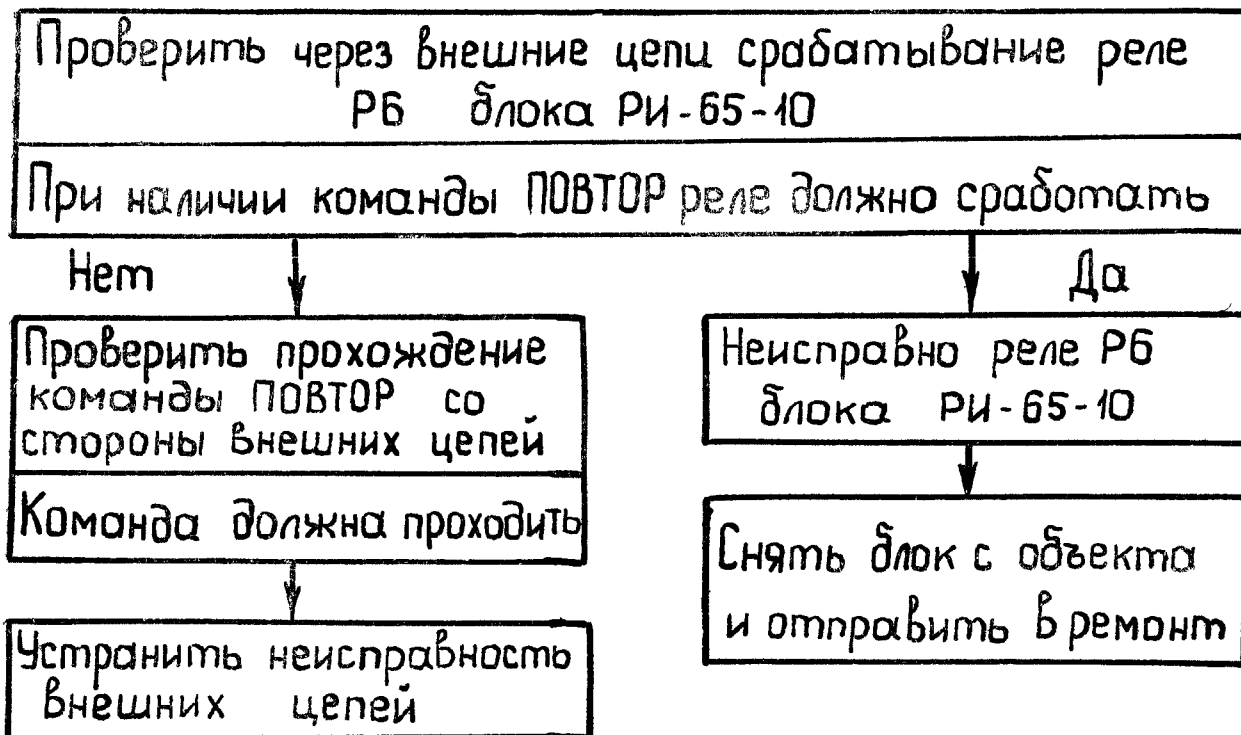 Проверить через внешние цепи срабатывание реле
Р6 блока РИ-65-10
При наличии команды ПОВТОР реле должно сработать
Нет
Да
Проверить прохождение
команды ПОВТОР со
стороны внешних цепей
Команда должна проходить
Устранить неисправность
внешних цепей
Неисправно реле Р6
блока РИ-65-10
Снять блок с объекта
и отправить в ремонт